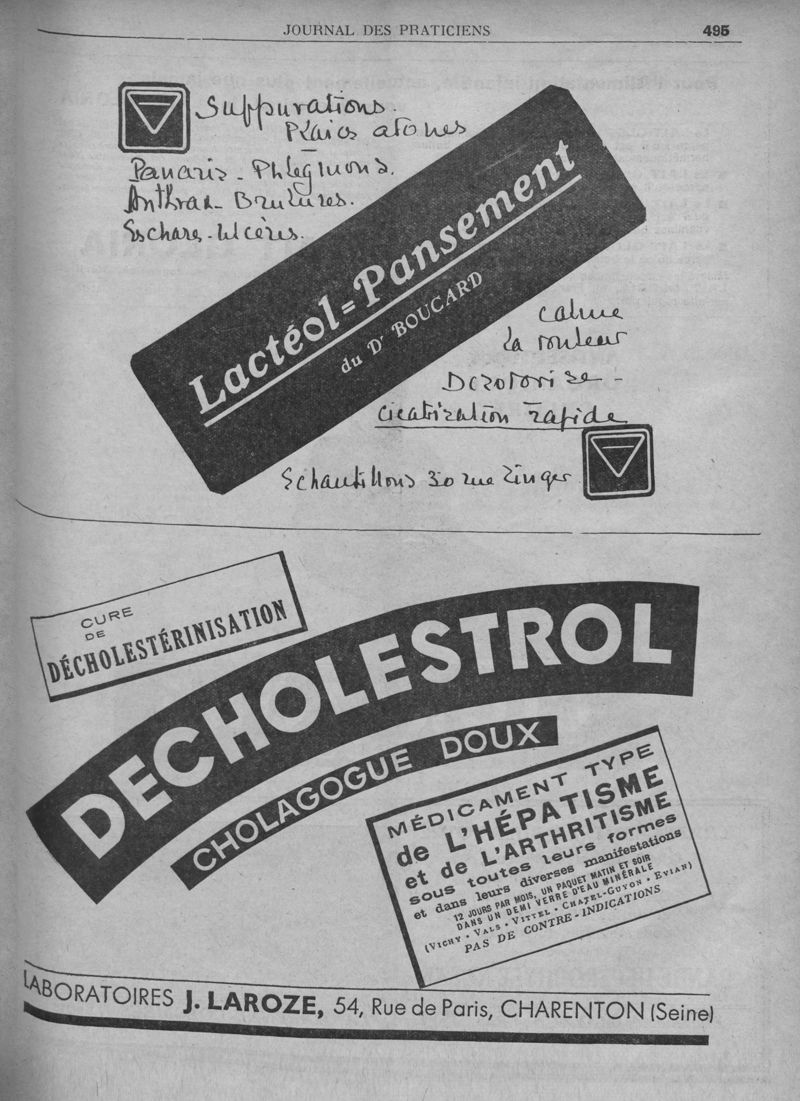 JOURNAL DES PRATICIENS
495
Suppurations.
Plaies atones
Panaris - Phlegmons.
Anthrax - Brulures.
Eschares - Ulcères.
Lactéol=Pansement
du Dr BOUCARD
calme
la douleur
Desodorise -
cicatrization rapide
Echantillons 30 rue Singer
CURE
DE
DÉCHOLESTÉRINISATION
DECHOLESTROL
CHOLAGOGUE DOUX
MÉDICAMENT TYPE
de L'HÉPATISME
et de L'ARTHRITISME
sous toutes leurs formes
et dans leurs diverses manifestations
12 JOURS PAR MOIS, UN PAQUET MATIN ET SOIR
DANS UN DEMI VERRE D'EAU MINÉRALE
(VICHY - VALS - VITTEL - CHATEL-GUYON - EVIAN)
PAS DE CONTRE-INDICATIONS
LABORATOIRES J. LAROZE, 54, Rue de Paris, CHARENTON (Seine)